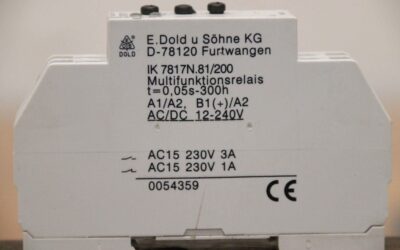 DOLD
E.Dold u Söhne KG
D-78120 Furtwangen
IK 7817N.81/200
Multifunktionsrelais
t=0,05s-300h
A1/A2, B1(+)/A2
AC/DC 12-240V
AC15 230V 3A
AC15 230V 1A
0054359
CE